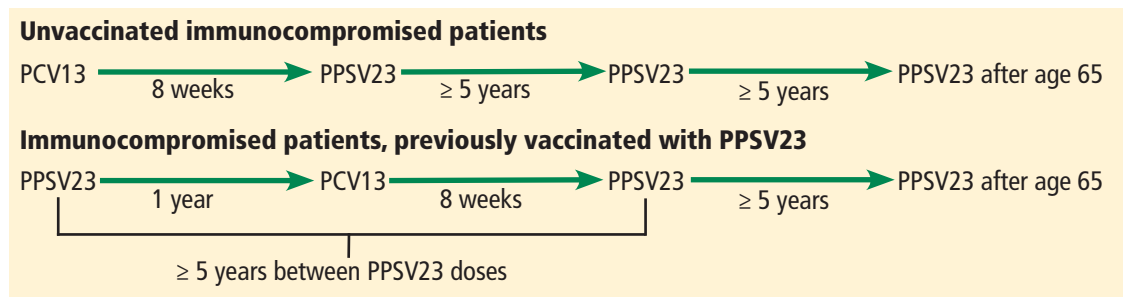 Unvaccinated immunocompromised patients
PCV13 PPSV23 PPSV23 PPSV23 after age 65
8 weeks ≥ 5 years ≥ 5 years
Immunocompromised patients, previously vaccinated with PPSV23
PPSV23 PCV13 PPSV23 PPSV23 after age 65
1 year 8 weeks ≥ 5 years
≥ 5 years between PPSV23 doses